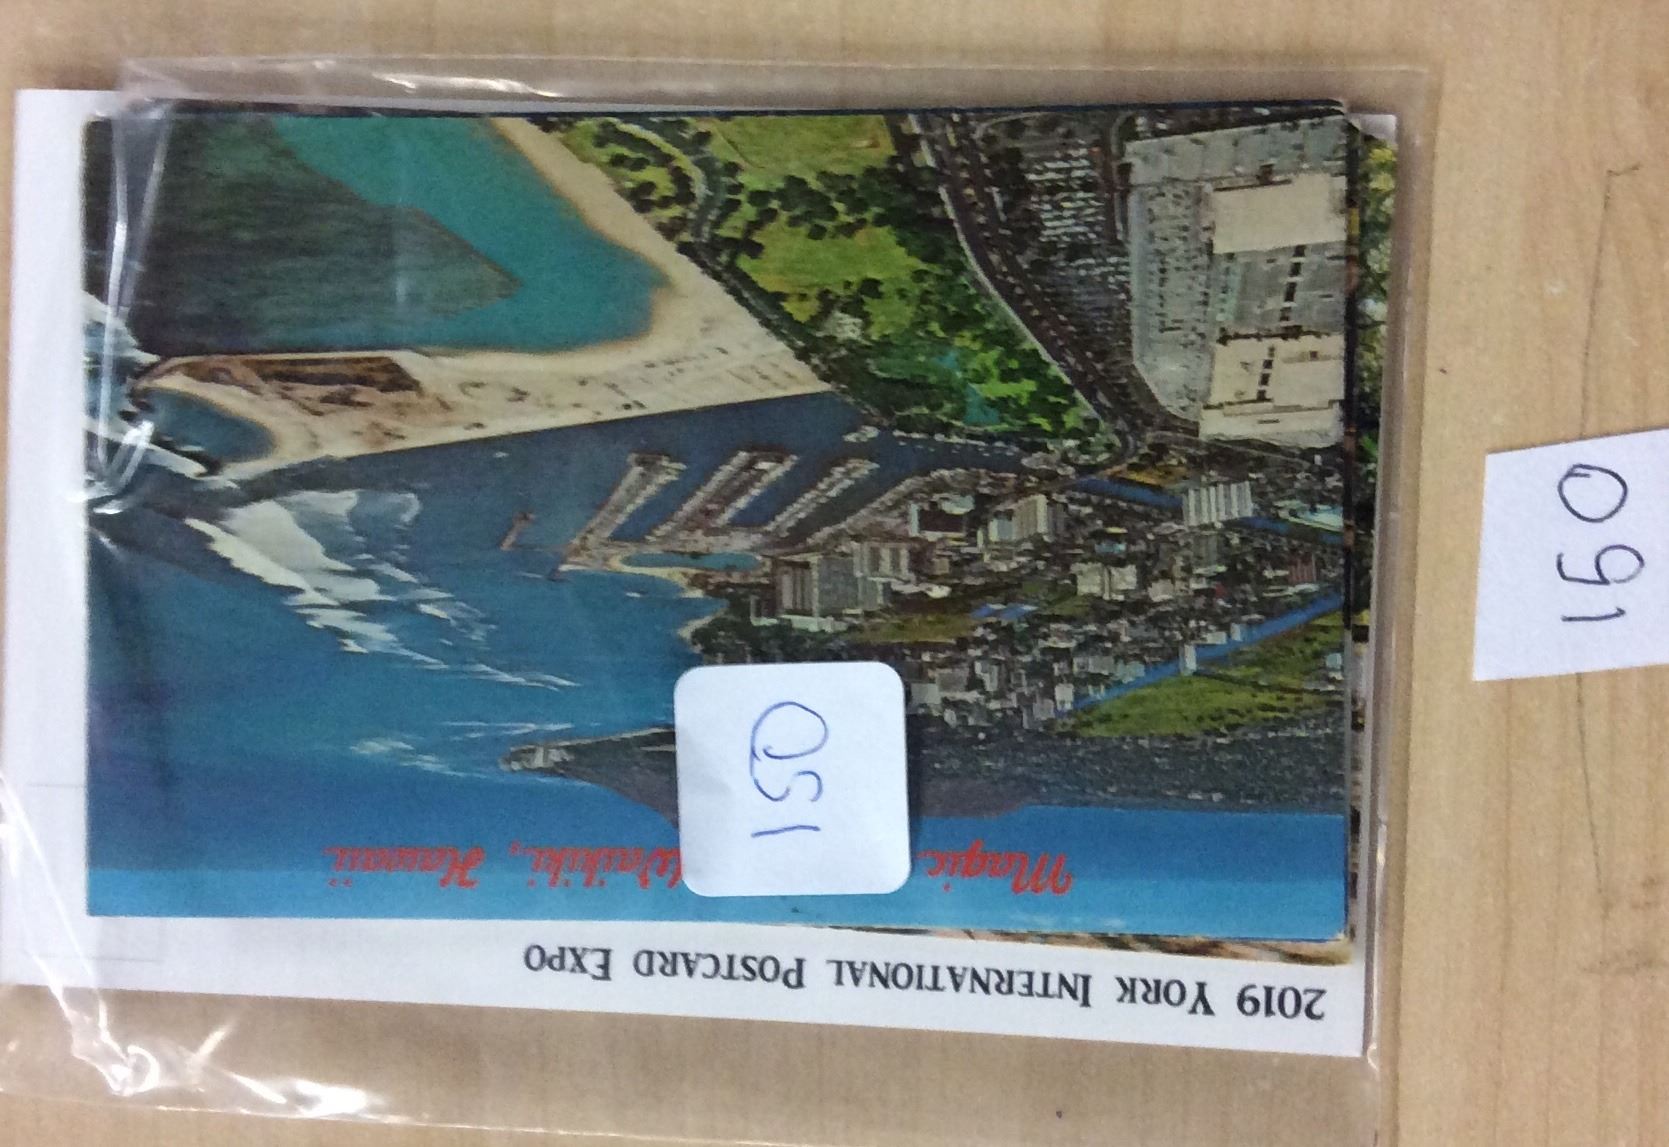 2019 York International Postcard Expo
Magic Waikiki, Hawaii
150
150